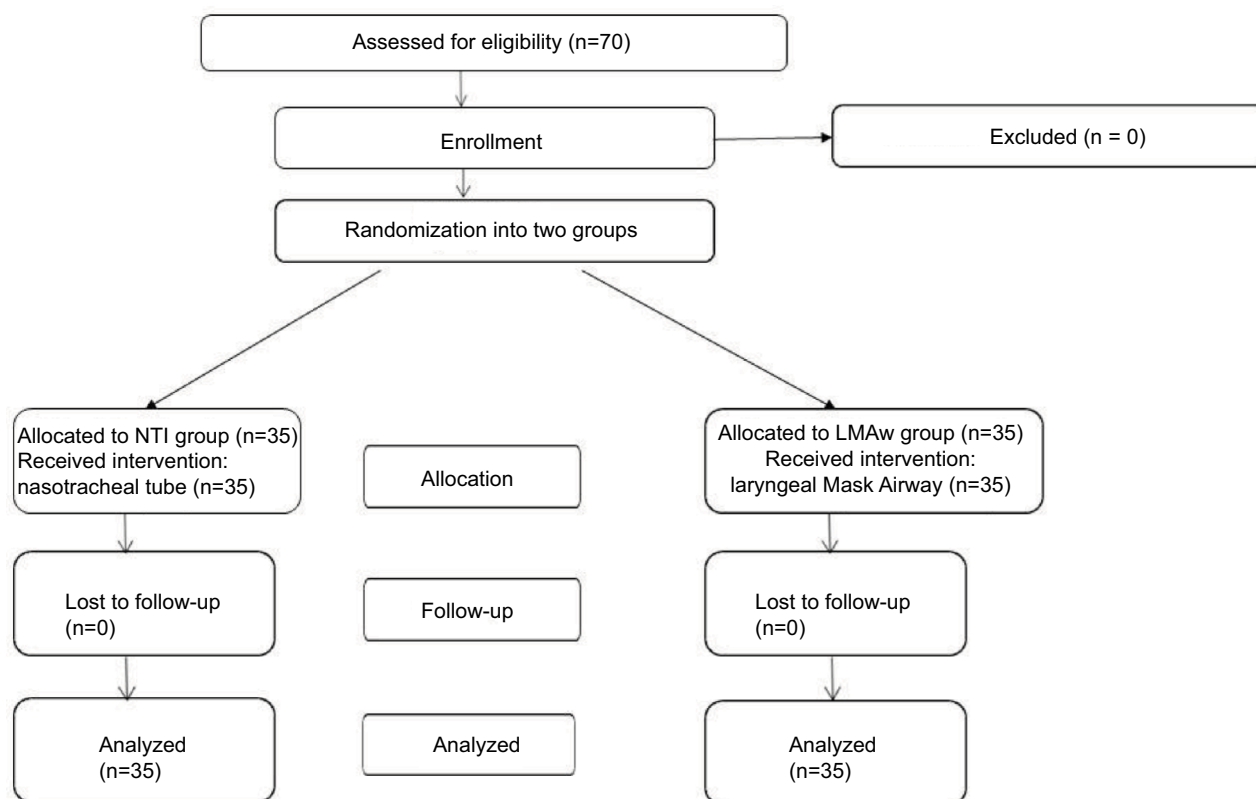 Assessed for eligibility (n=70)
Enrollment
Excluded (n = 0)
Randomization into two groups
Allocated to NTI group (n=35)
Received intervention:
nasotracheal tube (n=35)
Allocation
Allocated to LMAw group (n=35)
Received intervention:
laryngeal Mask Airway (n=35)
Lost to follow-up
(n=0)
Follow-up
Lost to follow-up
(n=0)
Analyzed
(n=35)
Analyzed
Analyzed
(n=35)